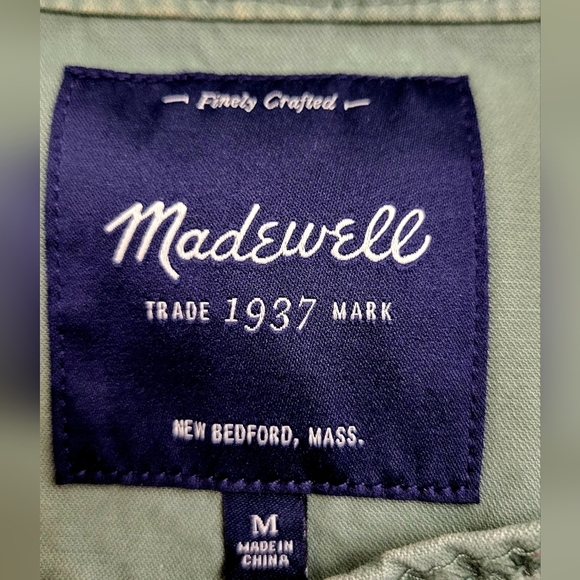 Finely Crafted
Madewell
TRADE 1937 MARK
NEW BEDFORD, MASS.
M
MADE IN
CHINA